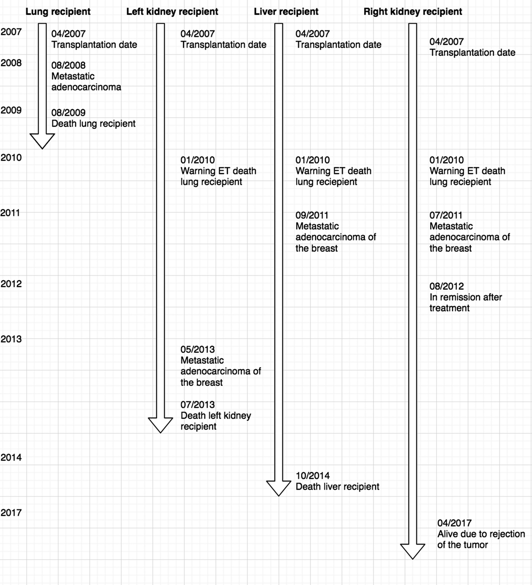 Lung recipient
Left kidney recipient
Liver recipient
Right kidney recipient
2007
04/2007
Transplantation date
04/2007
Transplantation date
04/2007
Transplantation date
04/2007
Transplantation date
2008
08/2008
Metastatic
adenocarcinoma
2009
08/2009
Death lung recipient
2010
01/2010
Warning ET death
lung reciepient
01/2010
Warning ET death
lung reciepient
01/2010
Warning ET death
lung reciepient
2011
09/2011
Metastatic
adenocarcinoma of
the breast
07/2011
Metastatic
adenocarcinoma of
the breast
2012
08/2012
In remission after
treatment
2013
05/2013
Metastatic
adenocarcinoma of
the breast
07/2013
Death left kidney
recipient
2014
10/2014
Death liver recipient
2017
04/2017
Alive due to rejection
of the tumor